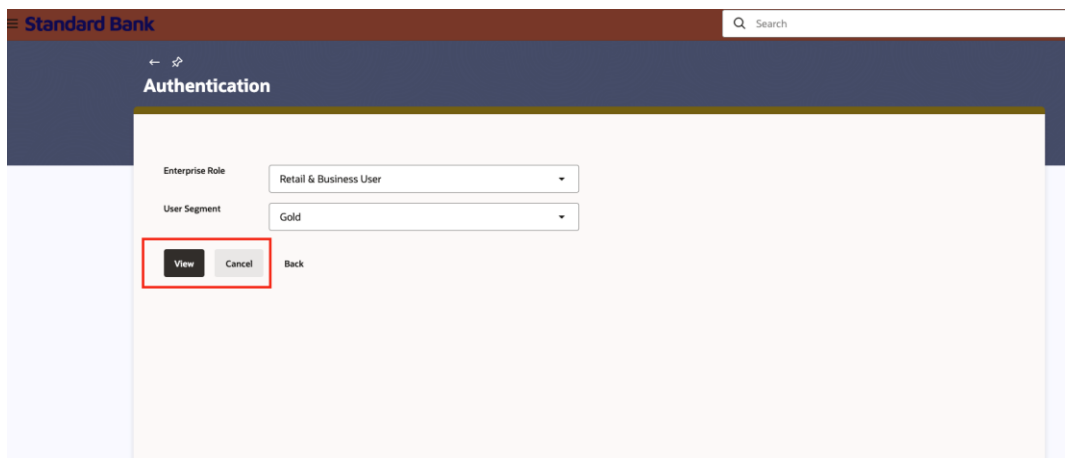 Standard Bank
Search
Authentication
Enterprise Role
Retail & Business User
User Segment
Gold
View Cancel Back